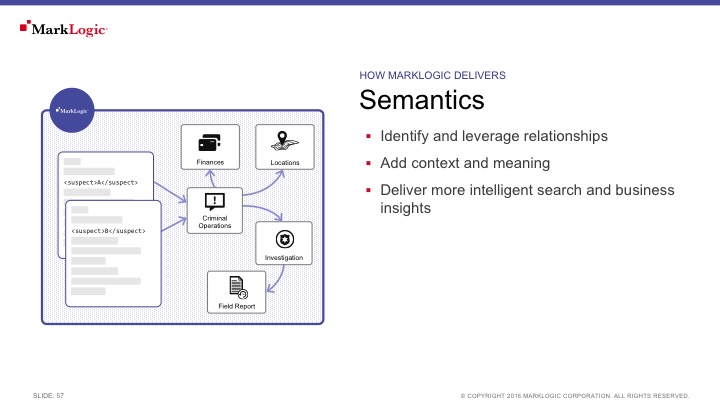 MarkLogic
HOW MARKLOGIC DELIVERS
Semantics
Identify and leverage relationships
Add context and meaning
Deliver more intelligent search and business
insights
MarkLogic
Finances
Locations
<suspect>A</suspect>
<suspect>B</suspect>
Criminal
Operations
Investigation
Field Report
SLIDE: 57
© COPYRIGHT 2016 MARKLOGIC CORPORATION. ALL RIGHTS RESERVED.